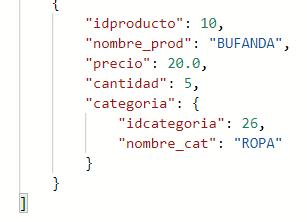 {
"idproducto": 10,
"nombre_prod": "BUFANDA",
"precio": 20.0,
"cantidad": 5,
"categoria": {
"idcategoria": 26,
"nombre_cat": "ROPA"
}
}
]